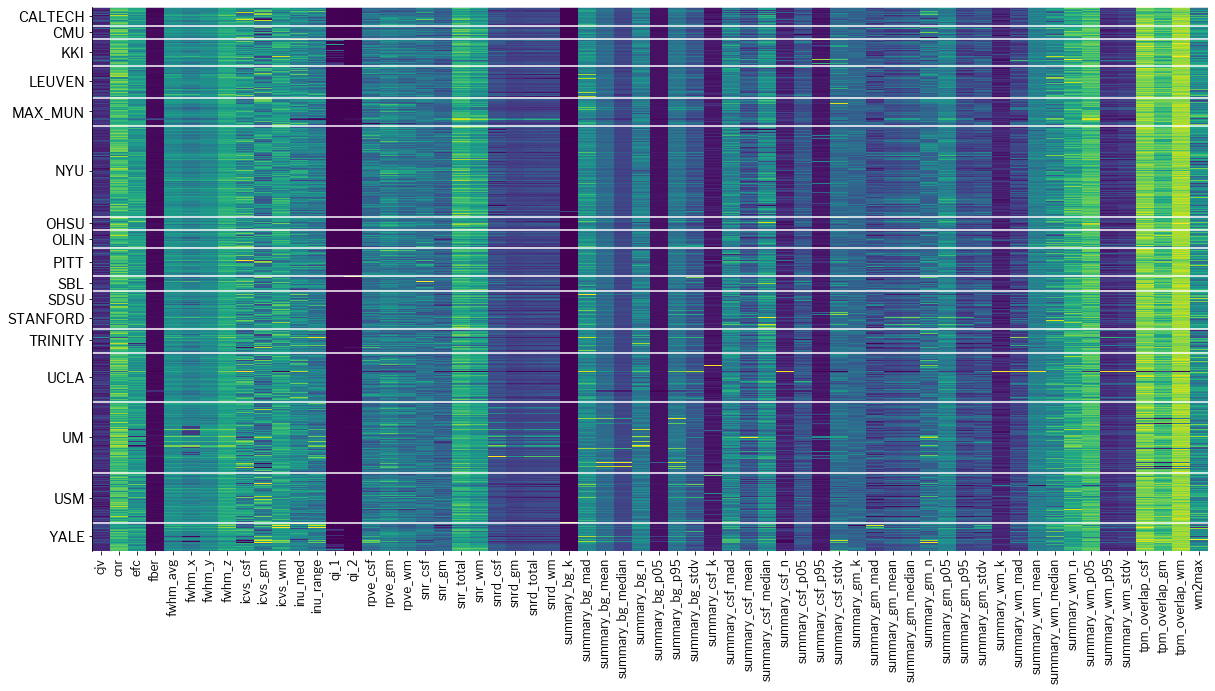 CALTECH
CMU
KKI
LEUVEN
MAX_MUN
NYU
OHSU
OLIN
PITT
SBL
SDSU
STANFORD
TRINITY
UCLA
UM
USM
YALE
cjv
cnr
efc
fber
fwhm_avg
fwhm_x
fwhm_y
fwhm_z
icvs_csf
icvs_gm
icvs_wm
inu_med
inu_range
qi_1
qi_2
rpve_csf
rpve_gm
rpve_wm
snr_csf
snr_gm
snr_total
snr_wm
snrd_csf
snrd_gm
snrd_total
snrd_wm
summary_bg_k
summary_bg_mad
summary_bg_mean
summary_bg_median
summary_bg_n
summary_bg_p05
summary_bg_p95
summary_bg_stdv
summary_csf_k
summary_csf_mad
summary_csf_mean
summary_csf_median
summary_csf_n
summary_csf_p05
summary_csf_p95
summary_csf_stdv
summary_gm_k
summary_gm_mad
summary_gm_mean
summary_gm_median
summary_gm_n
summary_gm_p05
summary_gm_p95
summary_gm_stdv
summary_wm_k
summary_wm_mad
summary_wm_mean
summary_wm_median
summary_wm_n
summary_wm_p05
summary_wm_p95
summary_wm_stdv
tpm_overlap_csf
tpm_overlap_gm
tpm_overlap_wm
wm2max